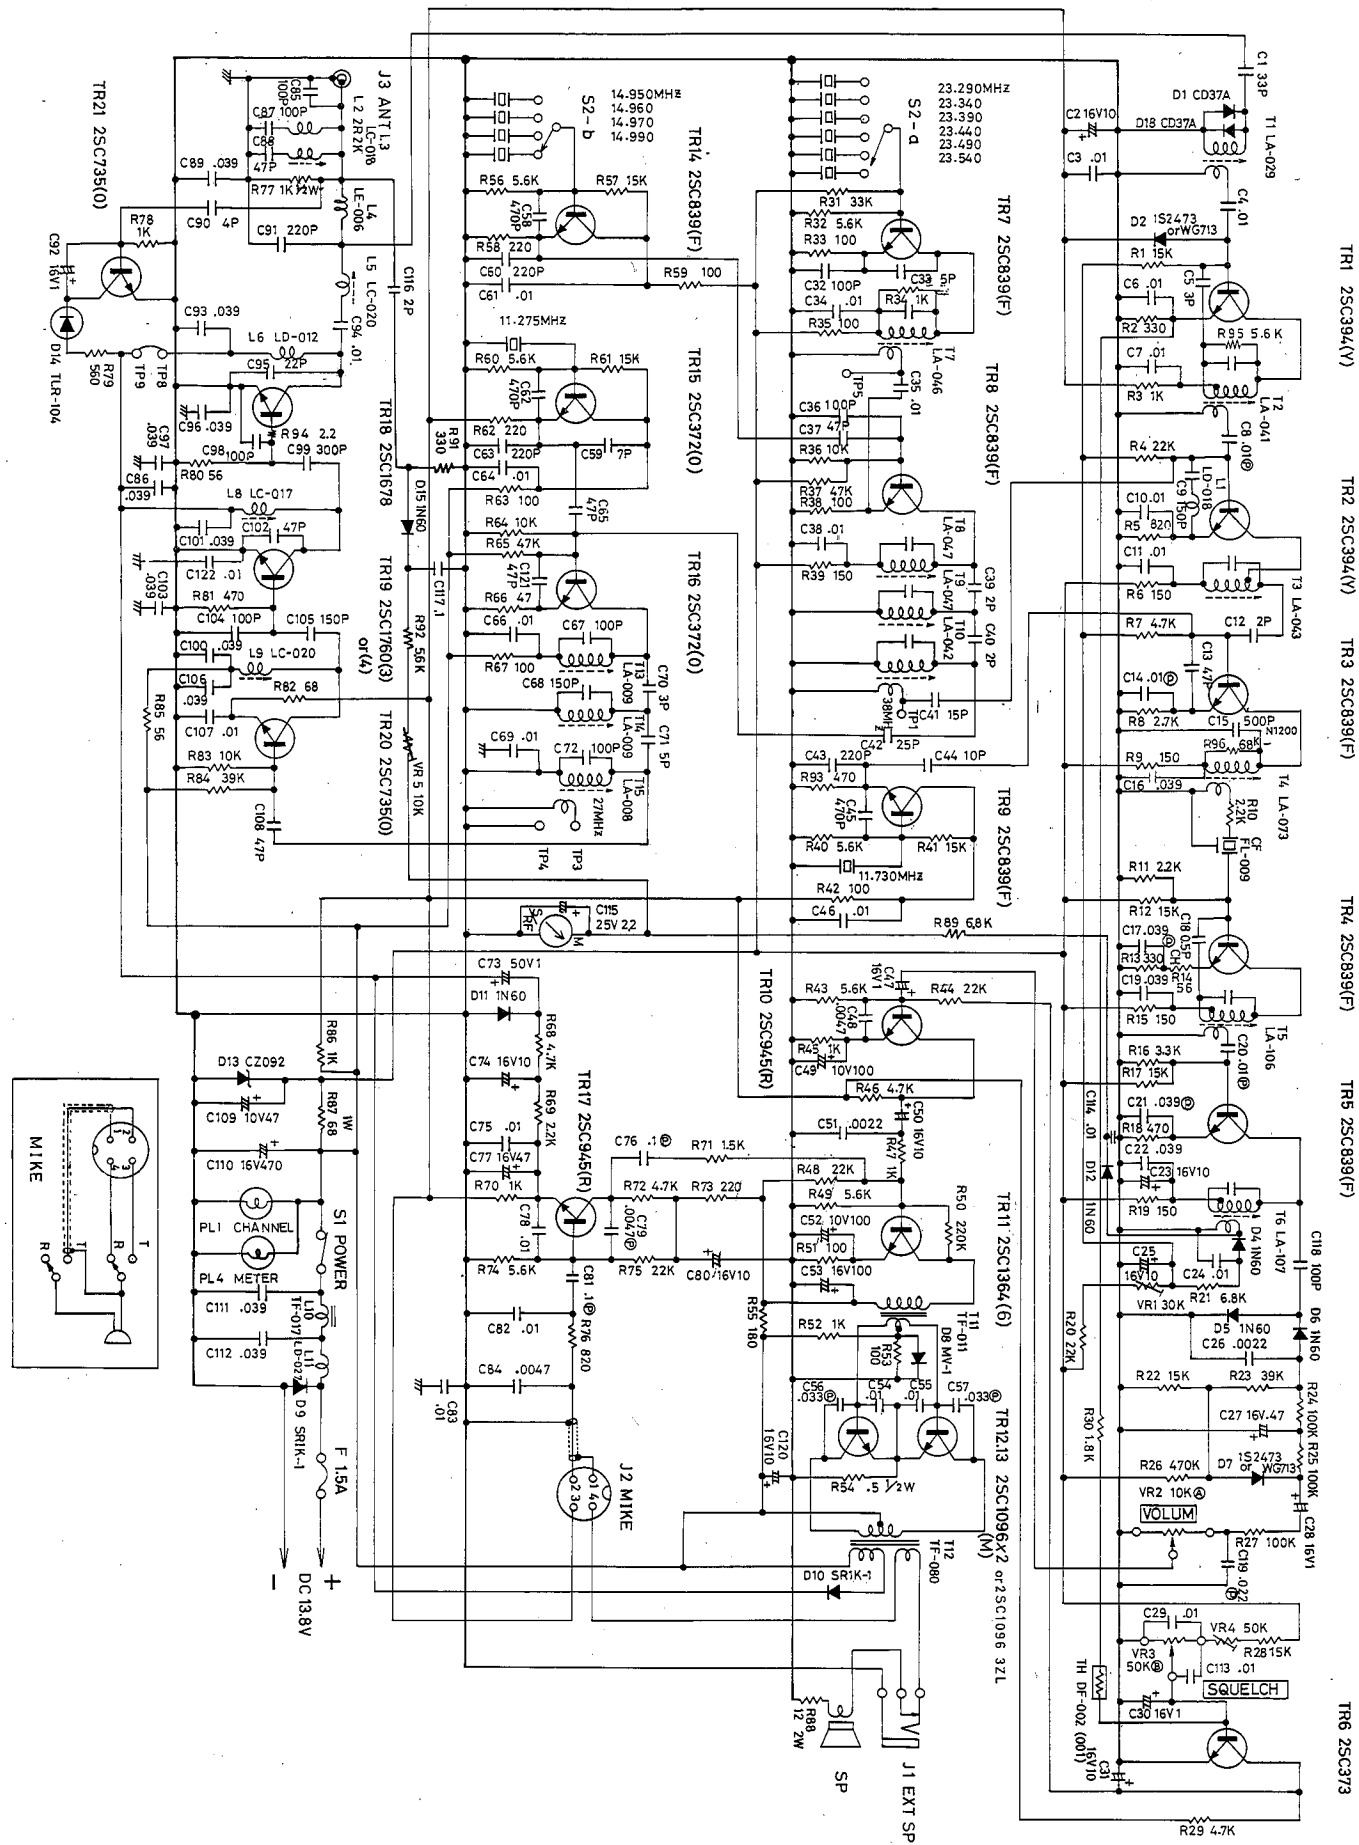 TR1 2SC394(Y)
TR2 2SC394(Y)
TR3 2SC839(F)
TR4 2SC839(F)
TR5 2SC839(F)
TR6 2SC373
C1 33P
D1 CD37A
C2 16V10
D18 CD37A
T1 LA-029
C3 .01
C4 .01
D2 1S2473
orWG713
R1 15K
C5 3P
C6 .01
R2 330
R95 5.6K
C7 .01
R3 1K
T2
LA-041
C8 .01Ⓟ
R4 22K
L1
LD-018
C9 150P
C10 .01
R5 820
C11 .01
R6 150
T3 LA-043
R7 4.7K
C12 2P
C13 47P
C14 .01Ⓟ
R8 2.7K
C15 500P
N1200
R96 68K
R9 150
C16 .039
T4 LA-073
R10
2.2K
CF
FL-009
R11 2.2K
R12 15K
C18 0.5P
CH
C17 .039Ⓟ
R13 330
R14
56
C19 .039
R15 150
T5
LA-106
C20 .01Ⓟ
R16 3.3K
R17 15K
C114 .01
C21 .039Ⓟ
R18 470
C22 .039
C23 16V10
D12 1N60
R19 150
T6 LA-107
D4 1N60
C118 100P
C25
16V10
C24 .01
R21 6.8K
VR1 30K
R20 22K
D5 1N60
D6 1N60
C26 .0022
R22 15K
R23 39K
R24 100K
R25 100K
R30 1.8K
C27 16V.47
D7 1S2473
or WG713
R26 470K
VR2 10KⒶ
VOLUM
R27 100K
C28 16V1
C119 .022
Ⓟ
C29 .01
VR4 50K
R28 15K
VR3
50KⒷ
C113 .01
SQUELCH
TH DF-002 (001)
C30 16V1
C31
16V10
R29 4.7K
23.290MHz
23.340
23.390
23.440
23.490
23.540
S2-a
TR7 2SC839(F)
R31 33K
R32 5.6K
R33 100
C32 100P
C33 5P
C34 .01
R34 1K
R35 100
T7
LA-046
TP5
C35 .01
TR8 2SC839(F)
C36 100P
C37 47P
R36 10K
R37 47K
R38 100
C38 .01
R39 150
T8
LA-047
T9
LA-047
T10
LA-042
C39 2P
C40 2P
38MHz
TP1
C41 15P
C42 25P
C43 220P
C44 10P
R93 470
C45
470P
R40 5.6K
R41 15K
TR9 2SC839(F)
11.730MHz
R42 100
C46 .01
R89 6.8K
TR10 2SC945(R)
C47
16V1
R43 5.6K
R44 22K
C48
.0047
R45 1K
C49 10V100
R46 4.7K
C50 16V10
C51 .0022
R47 1K
R48 22K
R49 5.6K
R50 220K
C52 10V100
R51 100
C53 16V100
TR11 2SC1364(6)
T11
TF-011
R55 180
R52 1K
R53
100
D8 MV-1
C56
.033Ⓟ
C54
.01
C55
.01
C57
.033Ⓟ
TR12.13 2SC1096x2 or 2SC1096 3ZL
(M)
C120
16V10
R54 .5 1/2W
T12
TF-080
D10 SR1K-1
R88
12 2W
SP
J1 EXT SP
14.950MHz
14.960
14.970
14.990
S2-b
TR14 2SC839(F)
R56 5.6K
R57 15K
C58
470P
R58 220
C60 220P
C61 .01
R59 100
11.275MHz
TR15 2SC372(O)
R60 5.6K
R61 15K
C62
470P
R62 220
C63 220P
C59 7P
C64 .01
R63 100
C65
47P
TR16 2SC372(O)
R64 10K
R65 47K
C121
47P
R66 47
C66 .01
C67 100P
R67 100
T13
LA-009
C68 150P
C70 3P
T14
LA-009
C71 5P
C69 .01
C72 100P
T15
LA-008
27MHz
TP3
TP4
C115
25V 2.2
S/RF
M
C73 50V1
D11 1N60
R68 4.7K
C74 16V10
R69 2.2K
C75 .01
C77 16V47
TR17 2SC945(R)
C76 .1Ⓟ
R71 1.5K
R70 1K
R72 4.7K
R73 220
C78
.01
C79
.0047Ⓟ
R74 5.6K
R75 22K
C80 16V10
C81 .1Ⓟ
C82 .01
R76 820
C83
.01
C84 .0047
J2 MIKE
1 4
2 3
J3 ANT
C85
100P
L2 2R2K
L3
LC-018
C87 100P
C88
47P
C89 .039
R77 1K 1/2W
C90 4P
L4
LE-006
C91 220P
TR21 2SC735(O)
R78
1K
C92 16V1
D14 TLR-104
R79
560
C93 .039
L5 LC-020
C94 .01
L6 LD-012
TP9
TP8
C95 22P
C96 .039
C97
.039
R94 2.2
TR18 2SC1678
C98
100P
C99 300P
R80 56
C86
.039
L8 LC-017
C101 .039
C102 47P
C122 .01
C103
.039
R81 470
C104 100P
C105 150P
TR19 2SC1760(3)
or(4)
C100 .039
L9 LC-020
C106
.039
R82 68
C107 .01
R85 56
R83 10K
R84 39K
TR20 2SC735(O)
C108 47P
C116 2P
R91
330
D15 1N60
C117 .1
R92 5.6K
VR5 10K
R86 1K
D13 CZ092
R87 68
1W
C109 10V47
C110 16V470
PL1 CHANNEL
PL4 METER
S1 POWER
C111 .039
L10
TF-017
L11
LD-027
C112 .039
D9 SR1K-1
F 1.5A
+
-
DC13.8V
MIKE
1
2
3
4
T
R
T
R